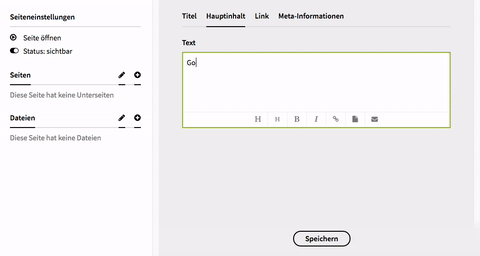 Seiteneinstellungen
Seite öffnen
Status: sichtbar
Seiten
Diese Seite hat keine Unterseiten
Dateien
Diese Seite hat keine Dateien
Titel Hauptinhalt Link Meta-Informationen
Text
Go
H H B I
Speichern